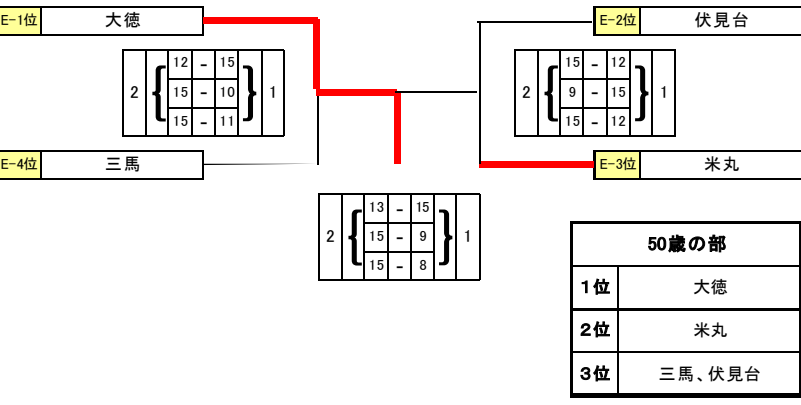 E-1位 大徳
E-2位 伏見台
2 { 12 - 15 } 1
15 - 10
15 - 11
2 { 15 - 12 } 1
9 - 15
15 - 12
E-4位 三馬
E-3位 米丸
2 { 13 - 15 } 1
15 - 9
15 - 8
50歳の部
1位 大徳
2位 米丸
3位 三馬、伏見台